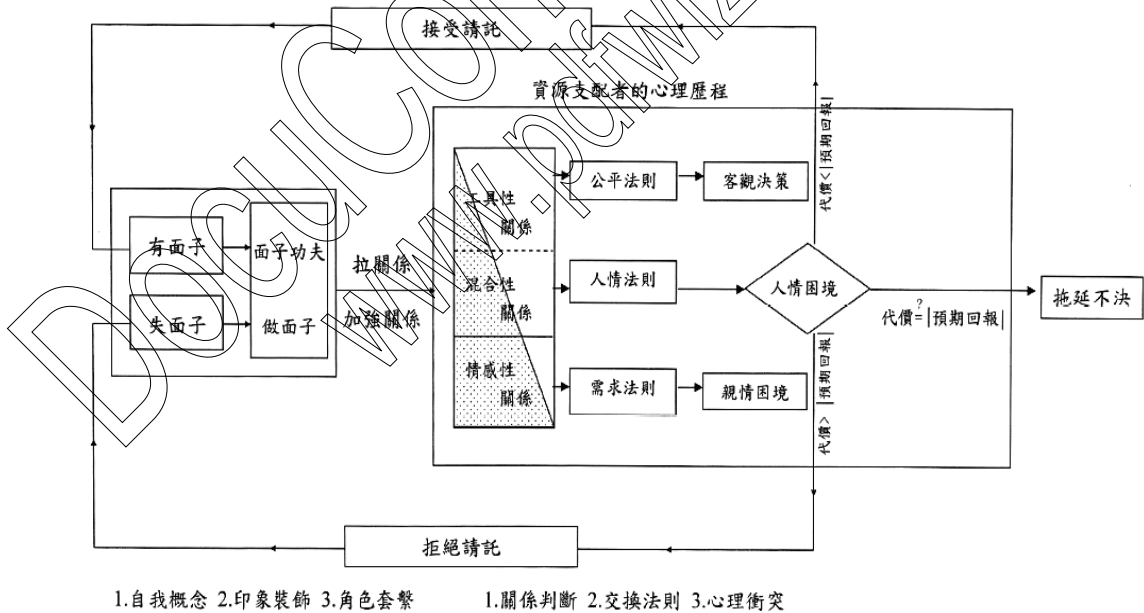 接受請託
資源支配者的心理歷程
代價<|預期回報|
工具性
關係
公平法則
客觀決策
有面子
面子功夫
拉關係
混合性
關係
人情法則
人情困境
拖延不決
失面子
做面子
加強關係
代價=?|預期回報|
情感性
關係
需求法則
親情困境
代價>|預期回報|
拒絕請託
1.自我概念 2.印象裝飾 3.角色套繫
1.關係判斷 2.交換法則 3.心理衝突
www.pdfwiz
DocuCom